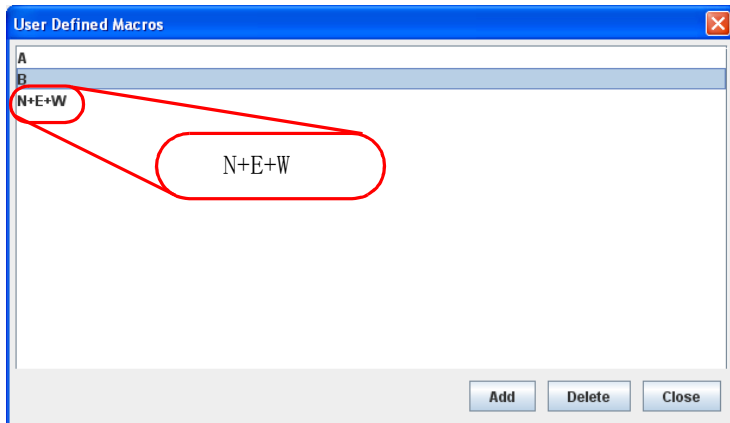 User Defined Macros
A
B
N+E+W
N+E+W
Add Delete Close